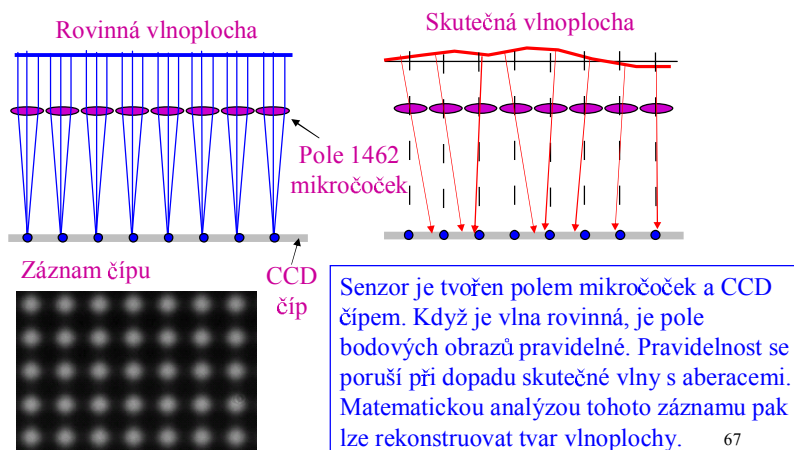 Rovinná vlnoplocha
Skutečná vlnoplocha
Pole 1462
mikročoček
Záznam čípu
CCD
číp
Senzor je tvořen polem mikročoček a CCD
čípem. Když je vlna rovinná, je pole
bodových obrazů pravidelné. Pravidelnost se
poruší při dopadu skutečné vlny s aberacemi.
Matematickou analýzou tohoto záznamu pak
lze rekonstruovat tvar vlnoplochy.
67